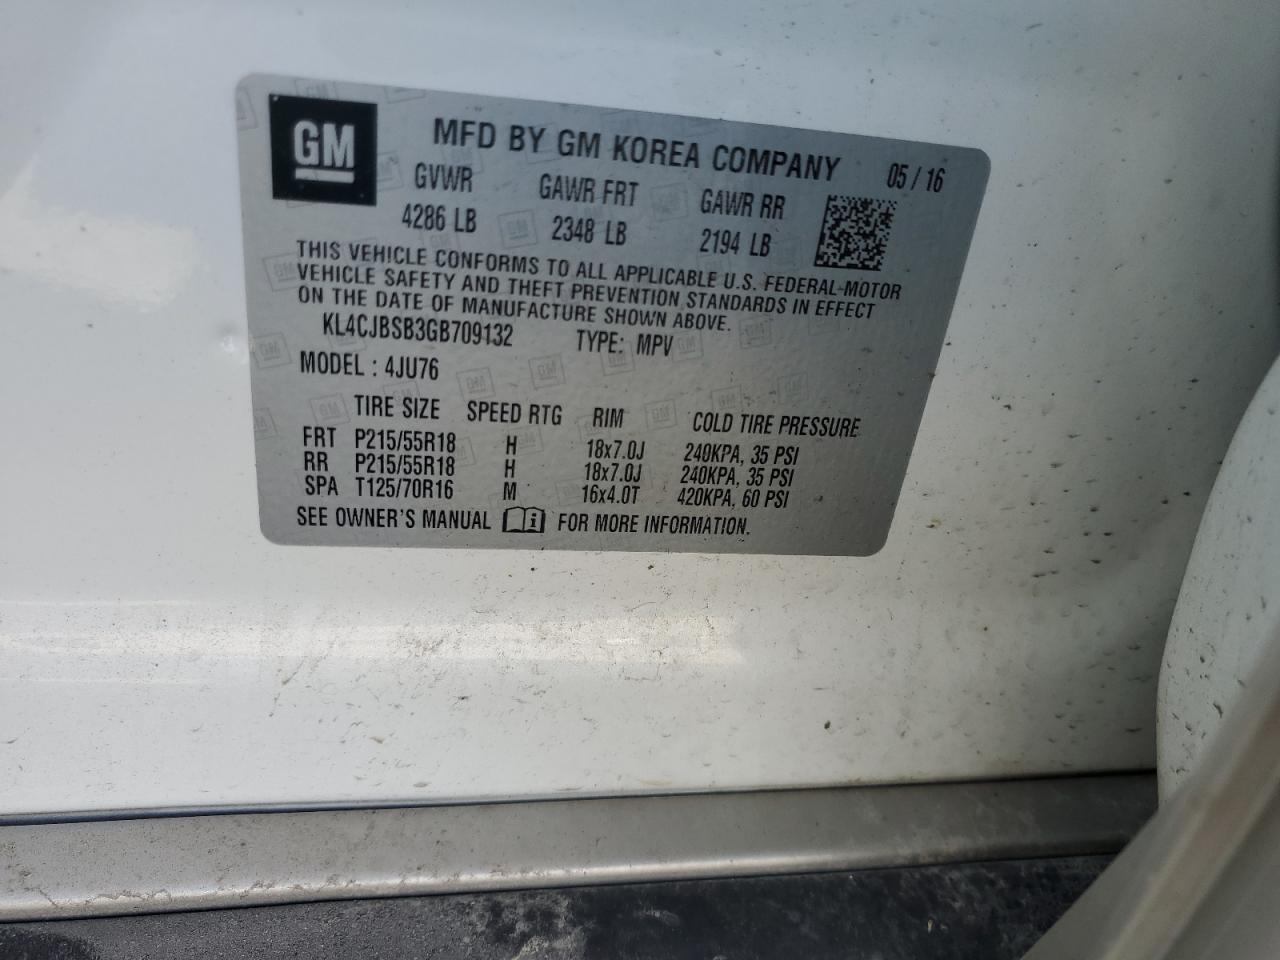 GM
MFD BY GM KOREA COMPANY 05 / 16
GVWR GAWR FRT GAWR RR
4286 LB 2348 LB 2194 LB
THIS VEHICLE CONFORMS TO ALL APPLICABLE U.S. FEDERAL-MOTOR
VEHICLE SAFETY AND THEFT PREVENTION STANDARDS IN EFFECT
ON THE DATE OF MANUFACTURE SHOWN ABOVE.
KL4CJBSB3GB709132 TYPE: MPV
MODEL : 4JU76
TIRE SIZE SPEED RTG RIM COLD TIRE PRESSURE
FRT P215/55R18 H 18x7.0J 240KPA, 35 PSI
RR P215/55R18 H 18x7.0J 240KPA, 35 PSI
SPA T125/70R16 M 16x4.0T 420KPA, 60 PSI
SEE OWNER'S MANUAL i FOR MORE INFORMATION.